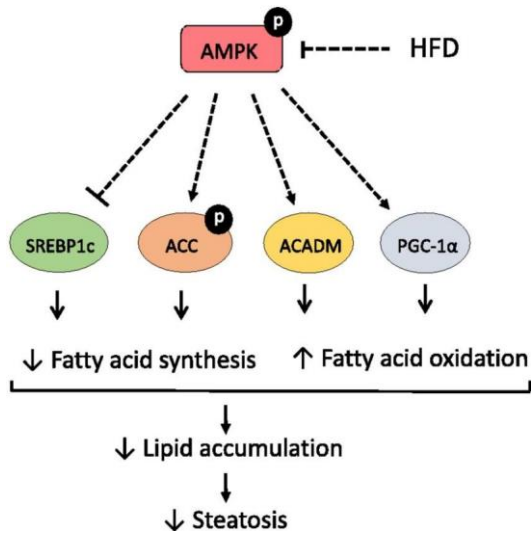 p
AMPK
HFD
SREBP1c
ACC
p
ACADM
PGC-1α
↓ Fatty acid synthesis
↑ Fatty acid oxidation
↓ Lipid accumulation
↓ Steatosis